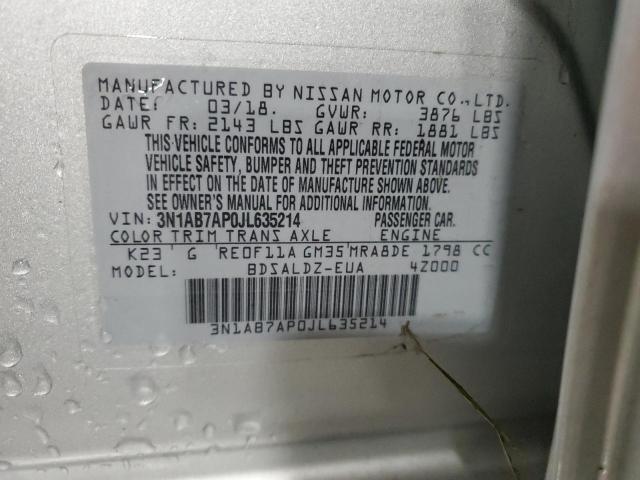 MANUFACTURED BY NISSAN MOTOR CO.,LTD.
DATE: 03/18. GVWR: 3876 LBS
GAWR FR: 2143 LBS GAWR RR: 1881 LBS
THIS VEHICLE CONFORMS TO ALL APPLICABLE FEDERAL MOTOR
VEHICLE SAFETY, BUMPER AND THEFT PREVENTION STANDARDS
IN EFFECT ON THE DATE OF MANUFACTURE SHOWN ABOVE.
SEE OWNER'S MANUAL FOR ADDITIONAL INFORMATION.
VIN: 3N1AB7AP0JL635214 PASSENGER CAR.
COLOR TRIM TRANS AXLE ENGINE
K23 G RE0F11A GM35 MRA8DE 1798 CC
MODEL: BDSALDZ-EUA 4Z000
3N1AB7AP0JL635214